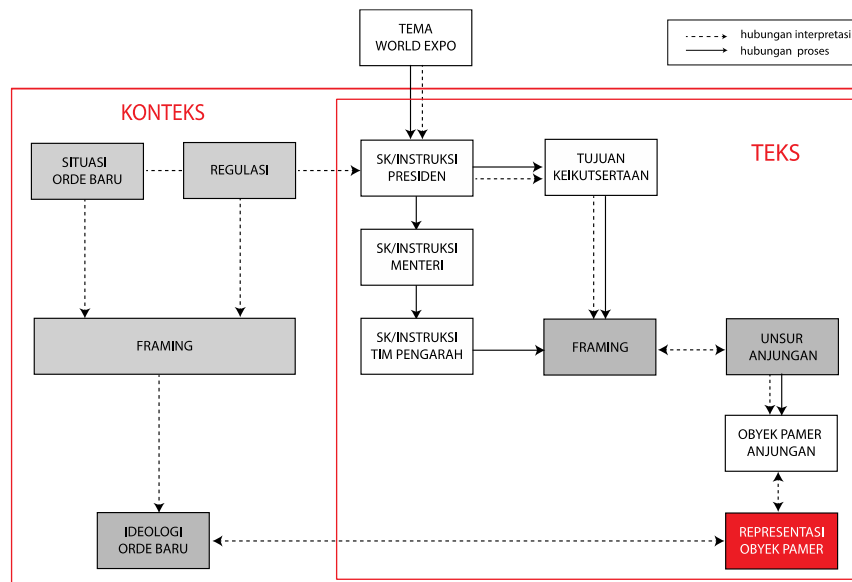 TEMA
WORLD EXPO
hubungan interpretasi
hubungan proses
KONTEKS
TEKS
SITUASI
ORDE BARU
REGULASI
SK/INSTRUKSI
PRESIDEN
TUJUAN
KEIKUTSERTAAN
SK/INSTRUKSI
MENTERI
FRAMING
SK/INSTRUKSI
TIM PENGARAH
FRAMING
UNSUR
ANJUNGAN
OBYEK PAMER
ANJUNGAN
IDEOLOGI
ORDE BARU
REPRESENTASI
OBYEK PAMER